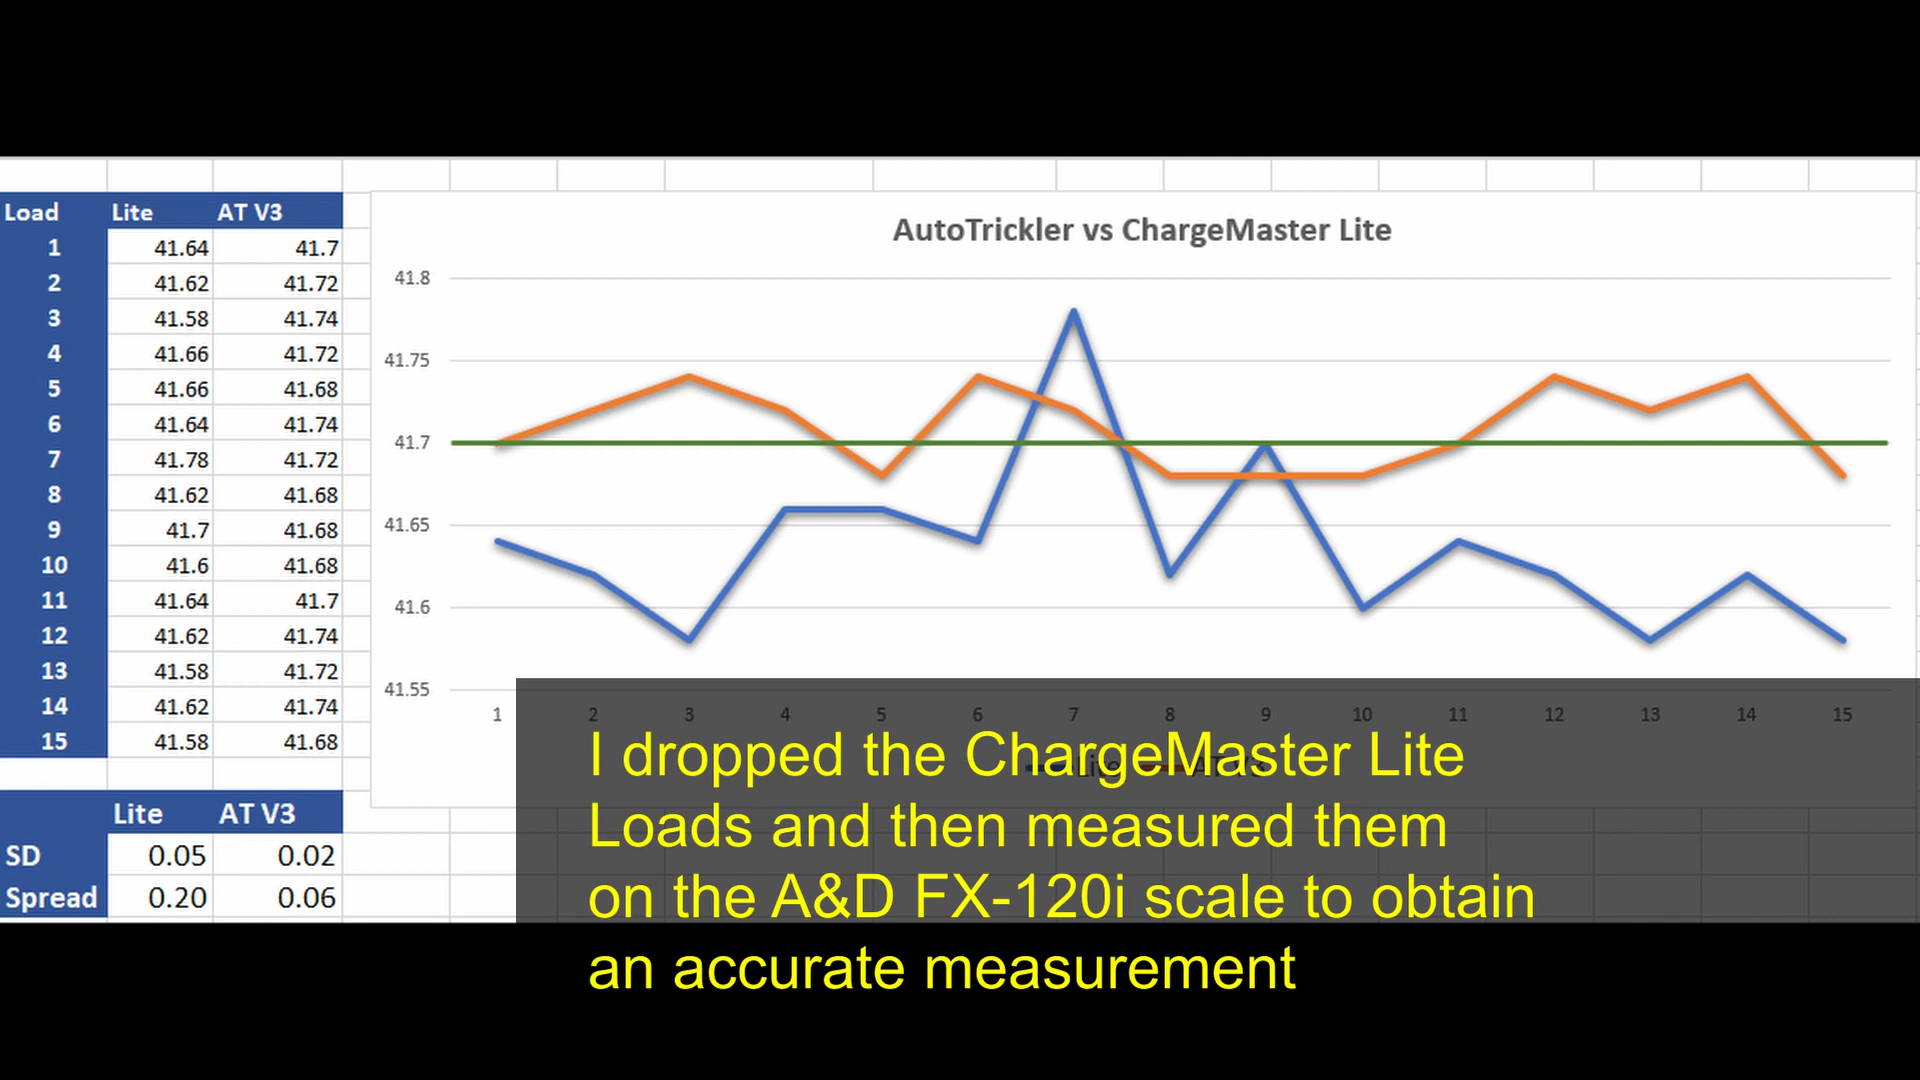 Load Lite AT V3
1 41.64 41.7
2 41.62 41.72
3 41.58 41.74
4 41.66 41.72
5 41.66 41.68
6 41.64 41.74
7 41.78 41.72
8 41.62 41.68
9 41.7 41.68
10 41.6 41.68
11 41.64 41.7
12 41.62 41.74
13 41.58 41.72
14 41.62 41.74
15 41.58 41.68
Lite AT V3
SD 0.05 0.02
Spread 0.20 0.06
AutoTrickler vs ChargeMaster Lite
41.8
41.75
41.7
41.65
41.6
41.55
1 2 3 4 5 6 7 8 9 10 11 12 13 14 15
Lite AT V3
I dropped the ChargeMaster Lite
Loads and then measured them
on the A&D FX-120i scale to obtain
an accurate measurement